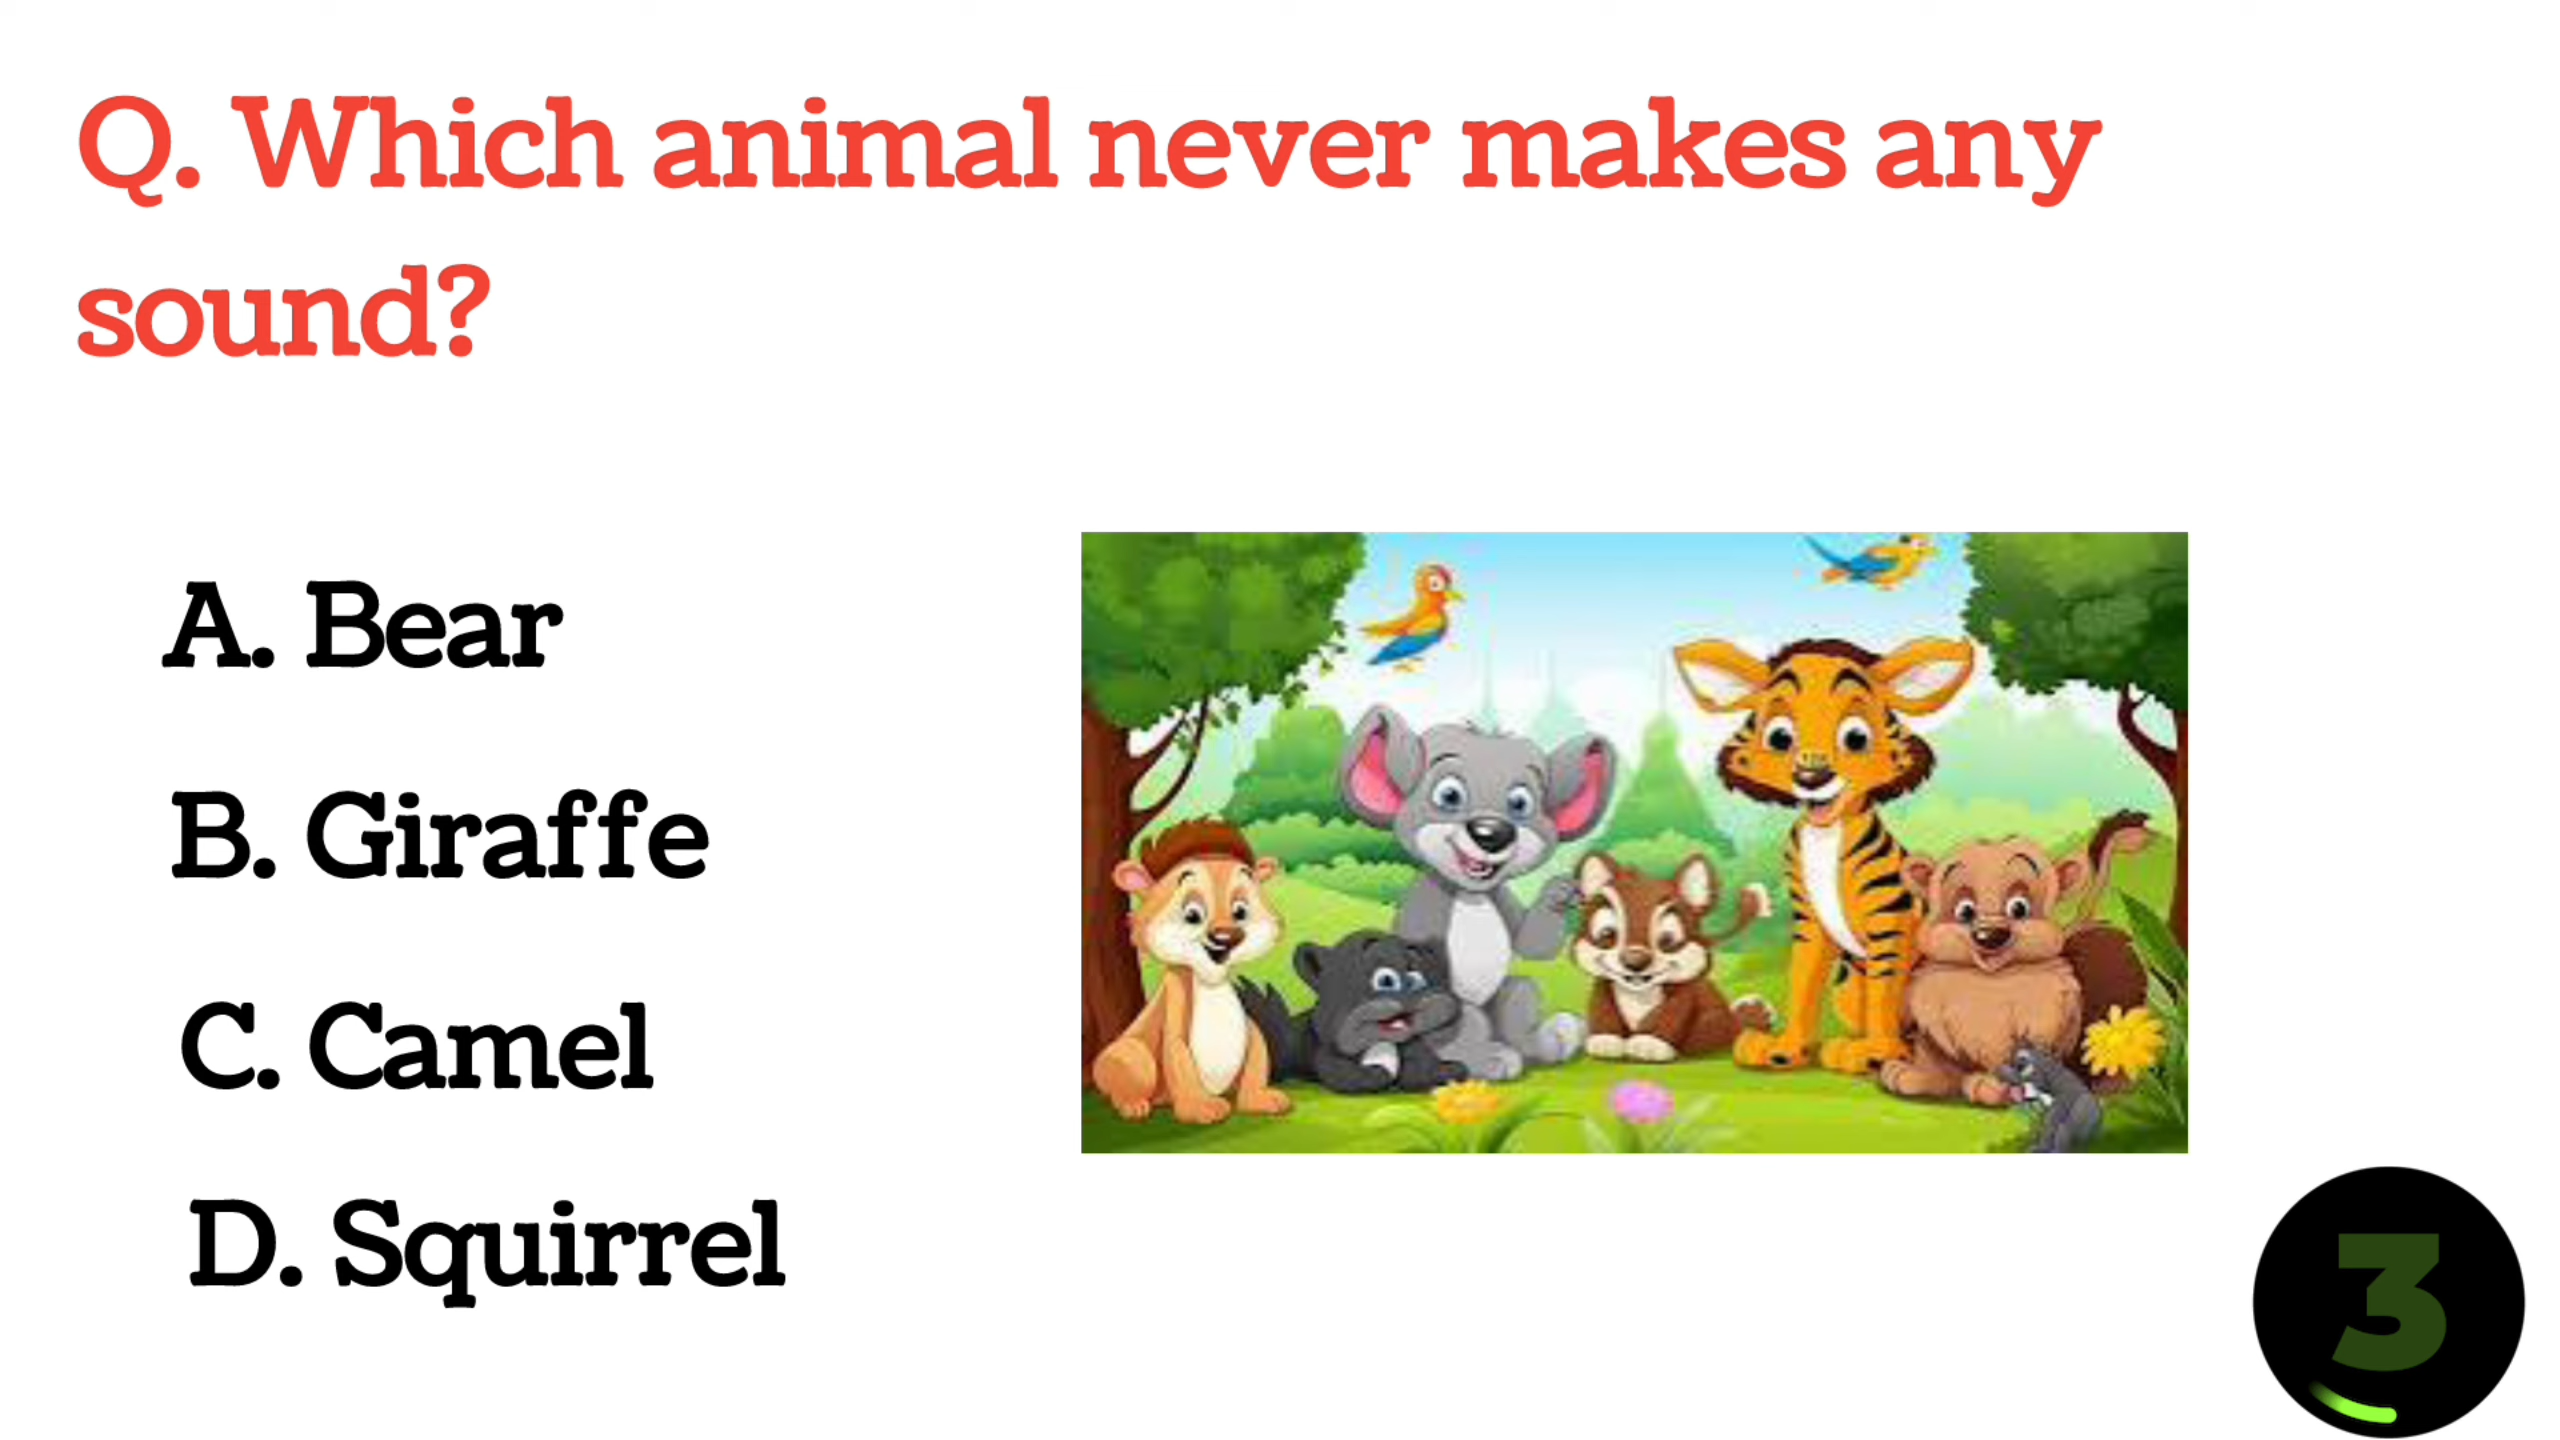 Q. Which animal never makes any
sound?
A. Bear
B. Giraffe
C. Camel
D. Squirrel
3